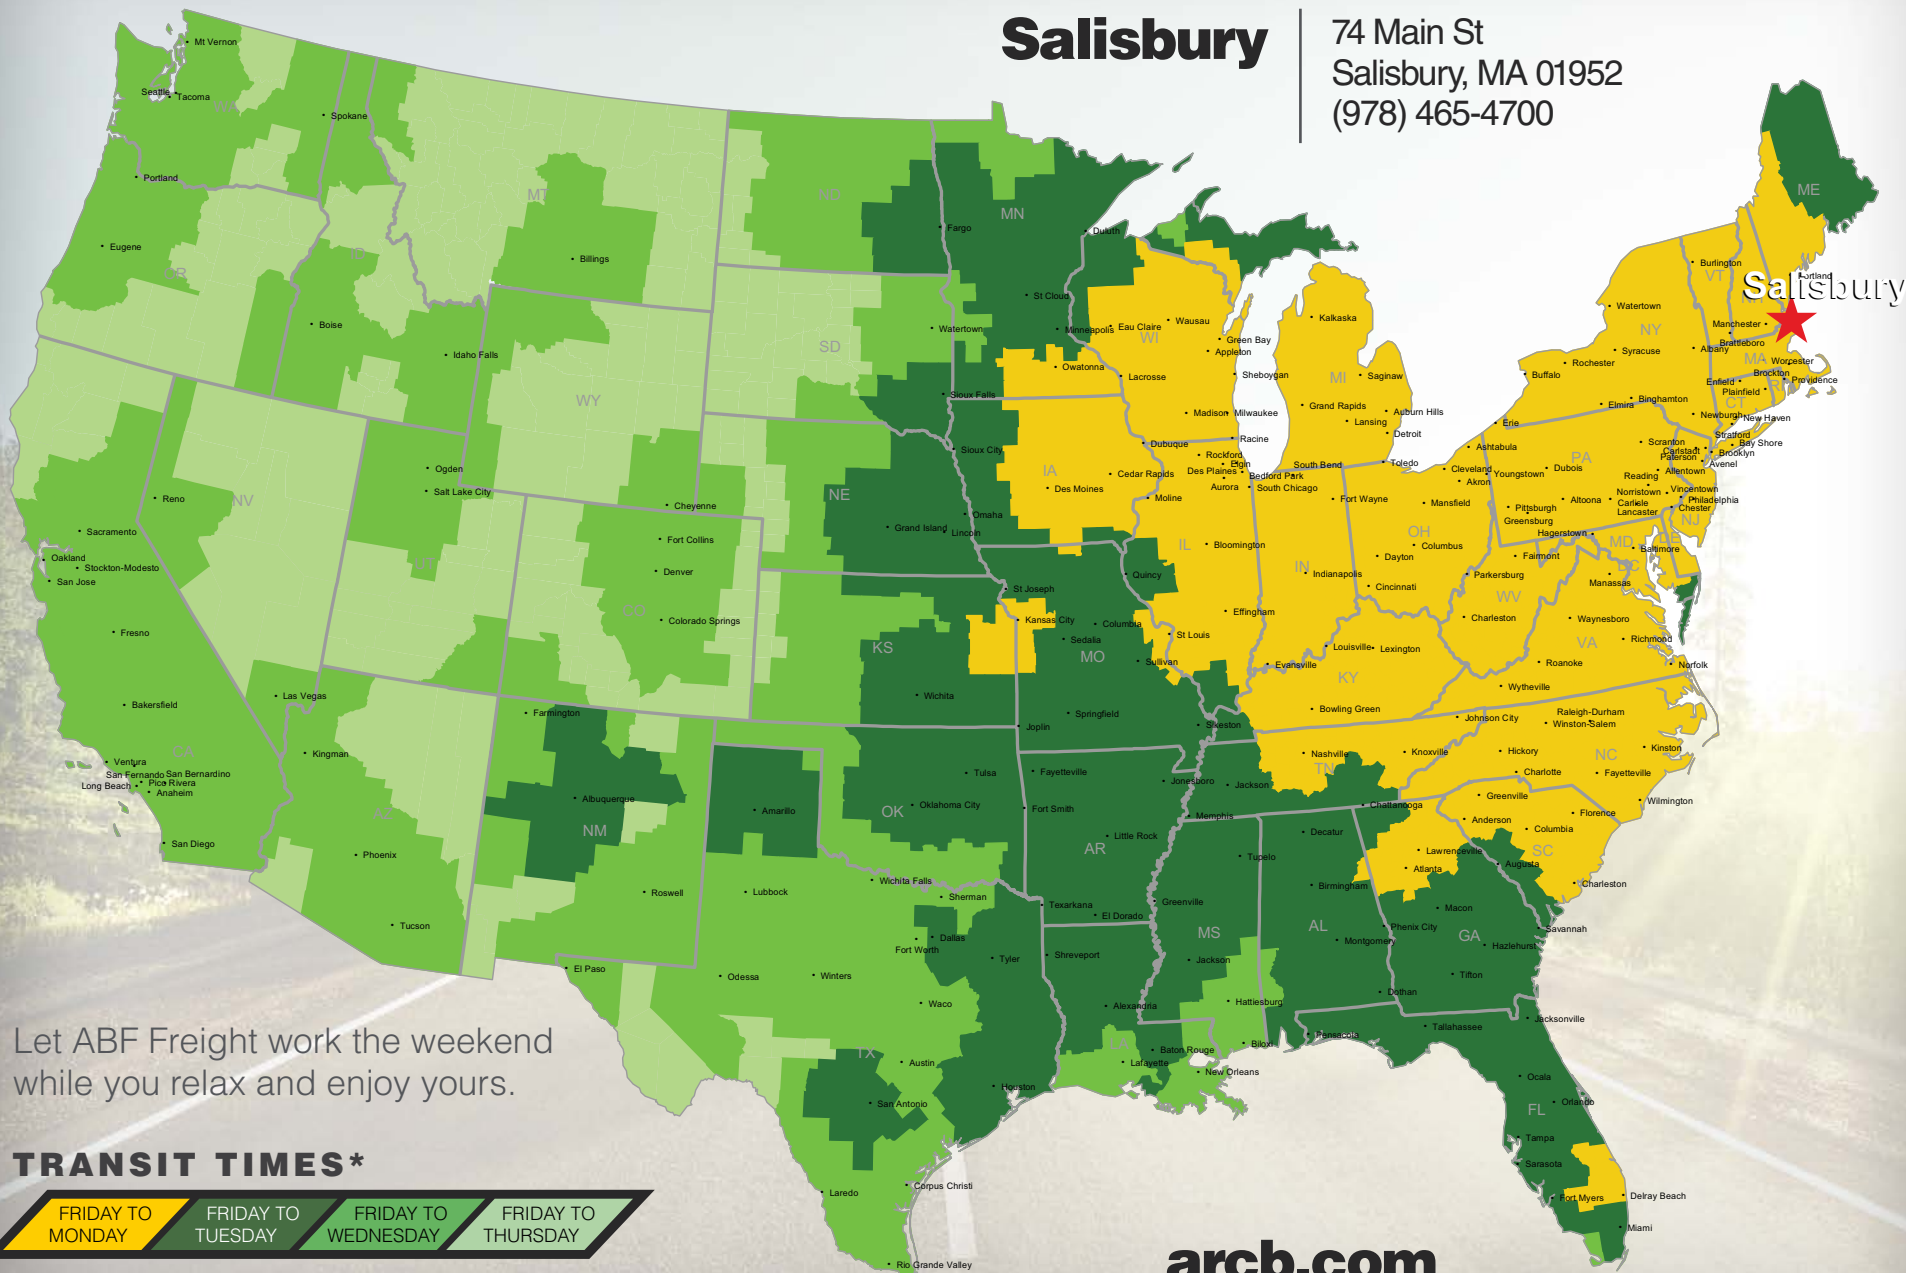 Salisbury
74 Main St
Salisbury, MA 01952
(978) 465-4700
Mt Vernon
Seattle
Tacoma
WA
Spokane
Portland
Eugene
OR
ID
Boise
Idaho Falls
MT
Billings
ND
Fargo
MN
Duluth
St Cloud
Minneapolis
Watertown
SD
Sioux Falls
Owatonna
WY
Cheyenne
Eau Claire
Wausau
WI
Green Bay
Appleton
Lacrosse
Sheboygan
Madison
Milwaukee
Racine
Kalkaska
MI
Saginaw
Grand Rapids
Auburn Hills
Lansing
Detroit
ME
Portland
Salisbury
Burlington
VT
NH
Watertown
NY
Manchester
Brattleboro
Syracuse
Albany
MA
Worcester
Rochester
Buffalo
Brockton
Enfield
Providence
Plainfield
RI
CT
Binghamton
Elmira
Newburgh
New Haven
Stratford
Bay Shore
Erie
Ashtabula
Scranton
Carlstadt
Brooklyn
Paterson
Avenel
PA
Dubois
Allentown
Reading
Norristown
Vincentown
Altoona
Carlisle
Philadelphia
Lancaster
Chester
Pittsburgh
Greensburg
NJ
Hagerstown
MD
DE
Baltimore
DC
Manassas
Toledo
Cleveland
Youngstown
Akron
Mansfield
OH
Columbus
Dayton
Cincinnati
Fairmont
Parkersburg
WV
Charleston
Waynesboro
VA
Richmond
Roanoke
Norfolk
Wytheville
Reno
NV
Sacramento
Oakland
Stockton-Modesto
San Jose
Fresno
Bakersfield
CA
Ventura
San Fernando
San Bernardino
Pico Rivera
Long Beach
Anaheim
San Diego
Las Vegas
Ogden
Salt Lake City
UT
Kingman
AZ
Phoenix
Tucson
Fort Collins
Denver
CO
Colorado Springs
Farmington
Albuquerque
NM
Roswell
NE
Sioux City
Omaha
Grand Island
Lincoln
IA
Cedar Rapids
Des Moines
Dubuque
Rockford
Elgin
Des Plaines
Bedford Park
Aurora
South Chicago
Moline
IL
Bloomington
Quincy
Effingham
South Bend
Fort Wayne
IN
Indianapolis
Evansville
Louisville
Lexington
KY
Bowling Green
St Joseph
Kansas City
Columbia
Sedalia
MO
St Louis
Sullivan
Springfield
Joplin
Sikeston
KS
Wichita
Tulsa
OK
Oklahoma City
Amarillo
Lubbock
Wichita Falls
Sherman
Dallas
Fort Worth
Tyler
El Paso
Odessa
Winters
Waco
TX
Austin
Houston
San Antonio
Laredo
Corpus Christi
Rio Grande Valley
Fayetteville
Fort Smith
Little Rock
AR
Jonesboro
Texarkana
El Dorado
Shreveport
Alexandria
LA
Baton Rouge
Lafayette
New Orleans
Memphis
Jackson
Nashville
TN
Knoxville
Chattanooga
Johnson City
Raleigh-Durham
Winston-Salem
Hickory
NC
Kinston
Charlotte
Fayetteville
Wilmington
Greenville
Anderson
Florence
Columbia
SC
Charleston
Tupelo
Greenville
MS
Jackson
Hattiesburg
Biloxi
Decatur
Birmingham
AL
Montgomery
Dothan
Lawrenceville
Atlanta
Augusta
Macon
Phenix City
GA
Savannah
Hazlehurst
Tifton
Pensacola
Tallahassee
Jacksonville
Ocala
Orlando
FL
Tampa
Sarasota
Fort Myers
Delray Beach
Miami
Let ABF Freight work the weekend
while you relax and enjoy yours.
TRANSIT TIMES*
FRIDAY TO
MONDAY
FRIDAY TO
TUESDAY
FRIDAY TO
WEDNESDAY
FRIDAY TO
THURSDAY
arcb.com